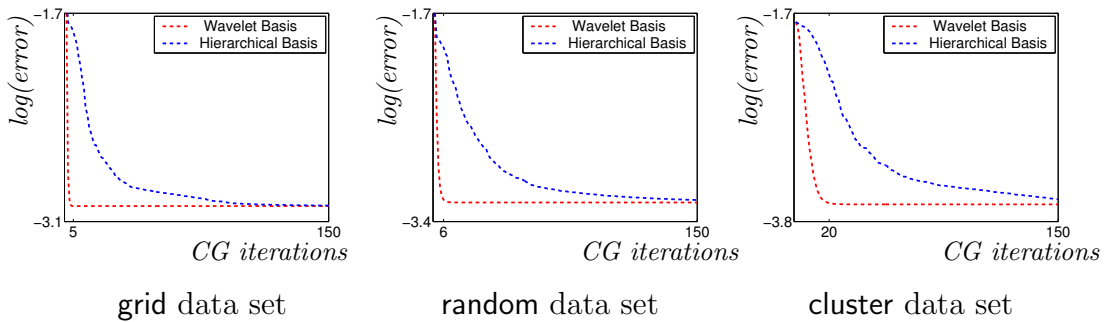 −1.7
log(error)
−3.1
Wavelet Basis
Hierarchical Basis
5
150
CG iterations
grid data set
−1.7
log(error)
−3.4
Wavelet Basis
Hierarchical Basis
6
150
CG iterations
random data set
−1.7
log(error)
−3.8
Wavelet Basis
Hierarchical Basis
20
150
CG iterations
cluster data set